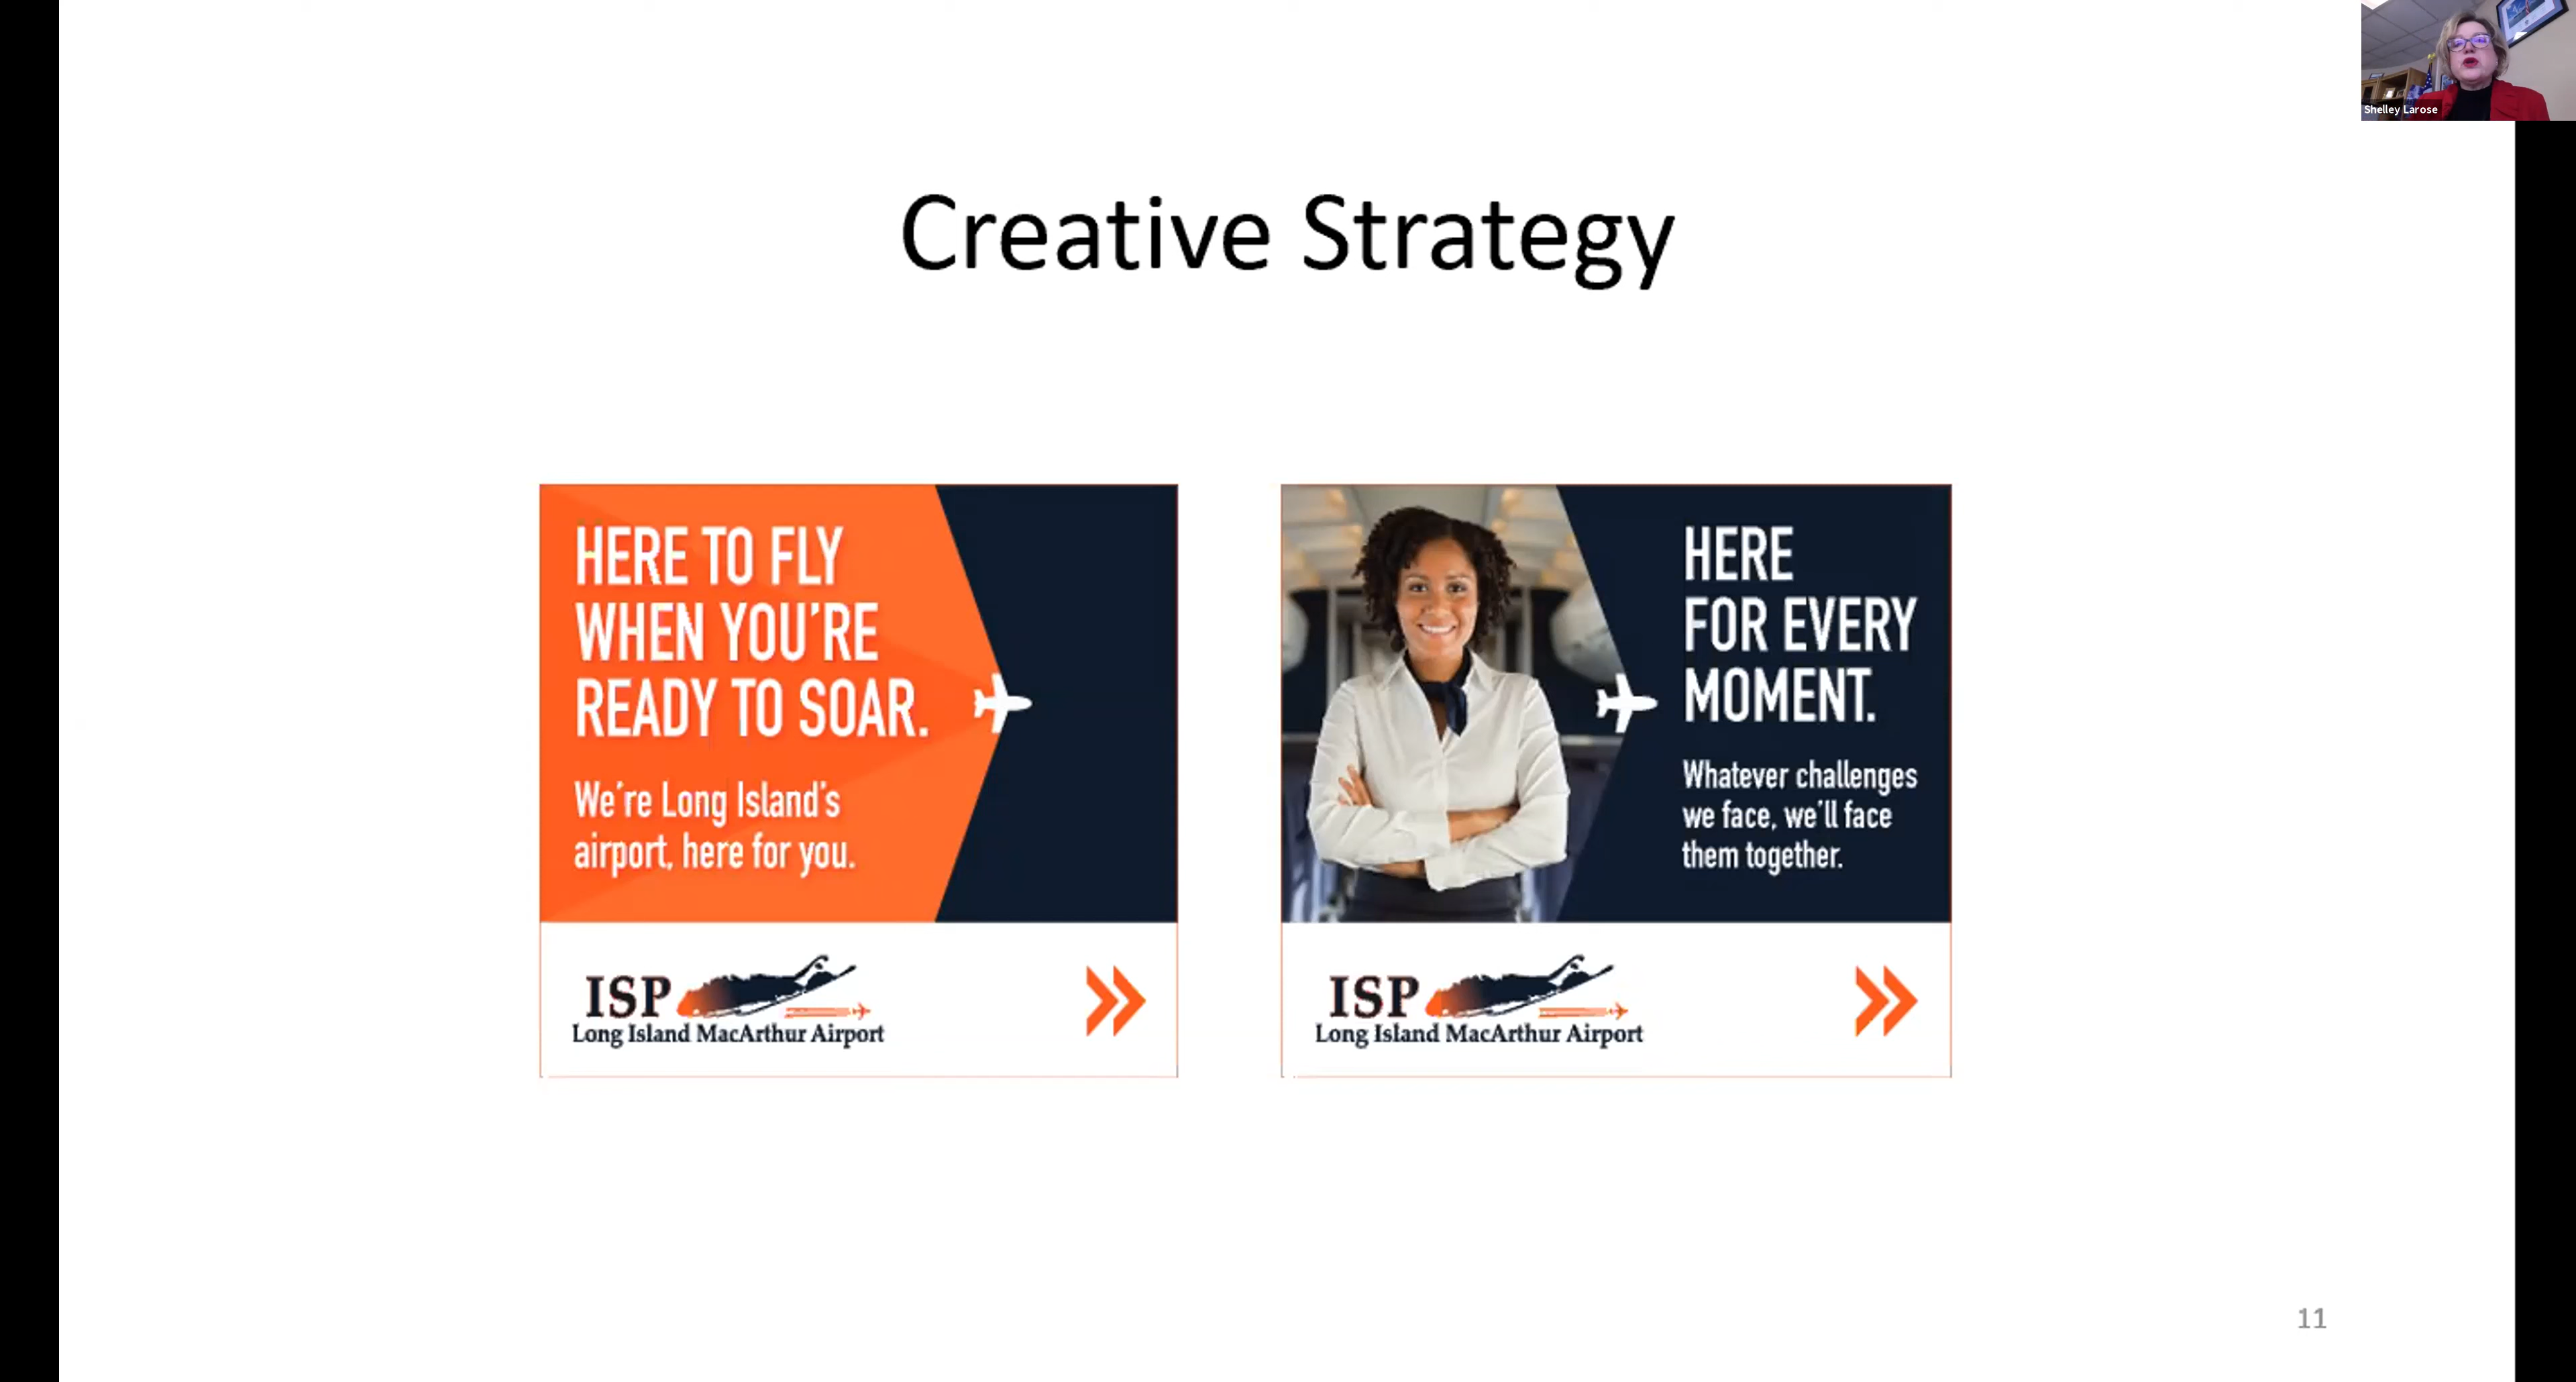 Shelley Larose
Creative Strategy
HERE TO FLY
WHEN YOU'RE
READY TO SOAR.
We're Long Island's
airport, here for you.
ISP
Long Island MacArthur Airport
HERE
FOR EVERY
MOMENT.
Whatever challenges
we face, we'll face
them together.
ISP
Long Island MacArthur Airport
11